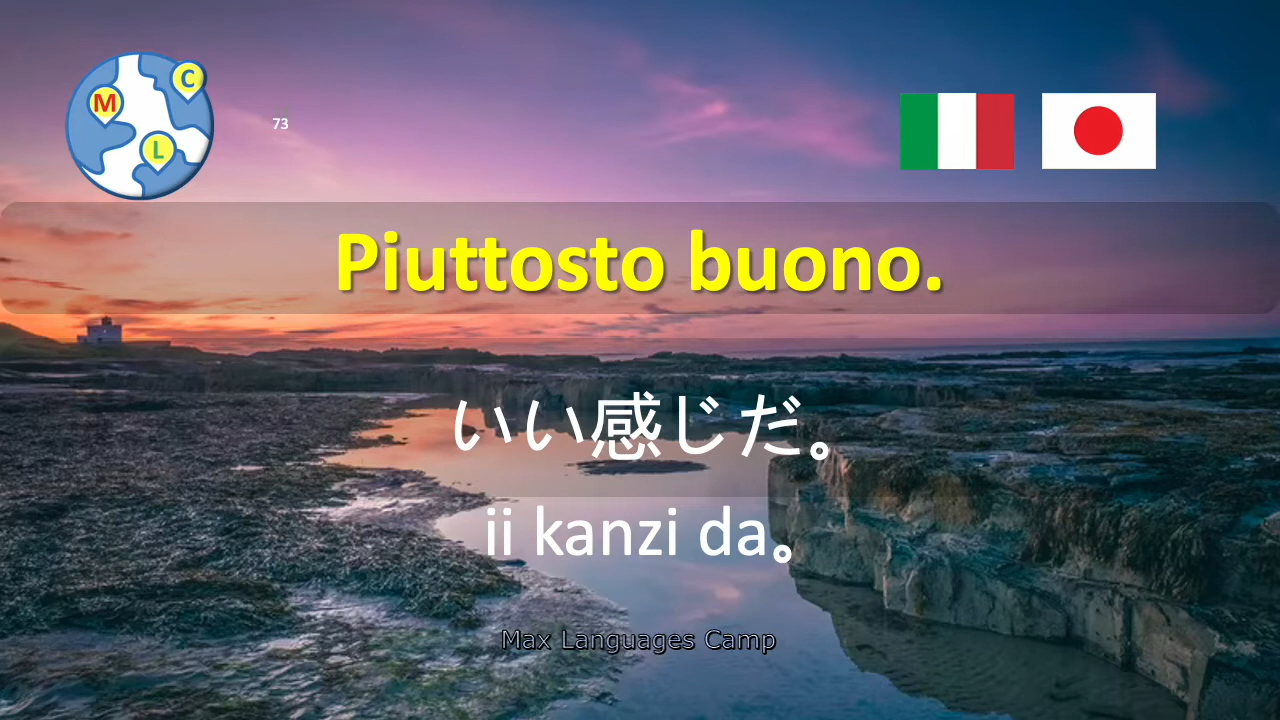 M
C
L
73
Piuttosto buono.
いい感じだ。
ii kanzi da。
Max Languages Camp